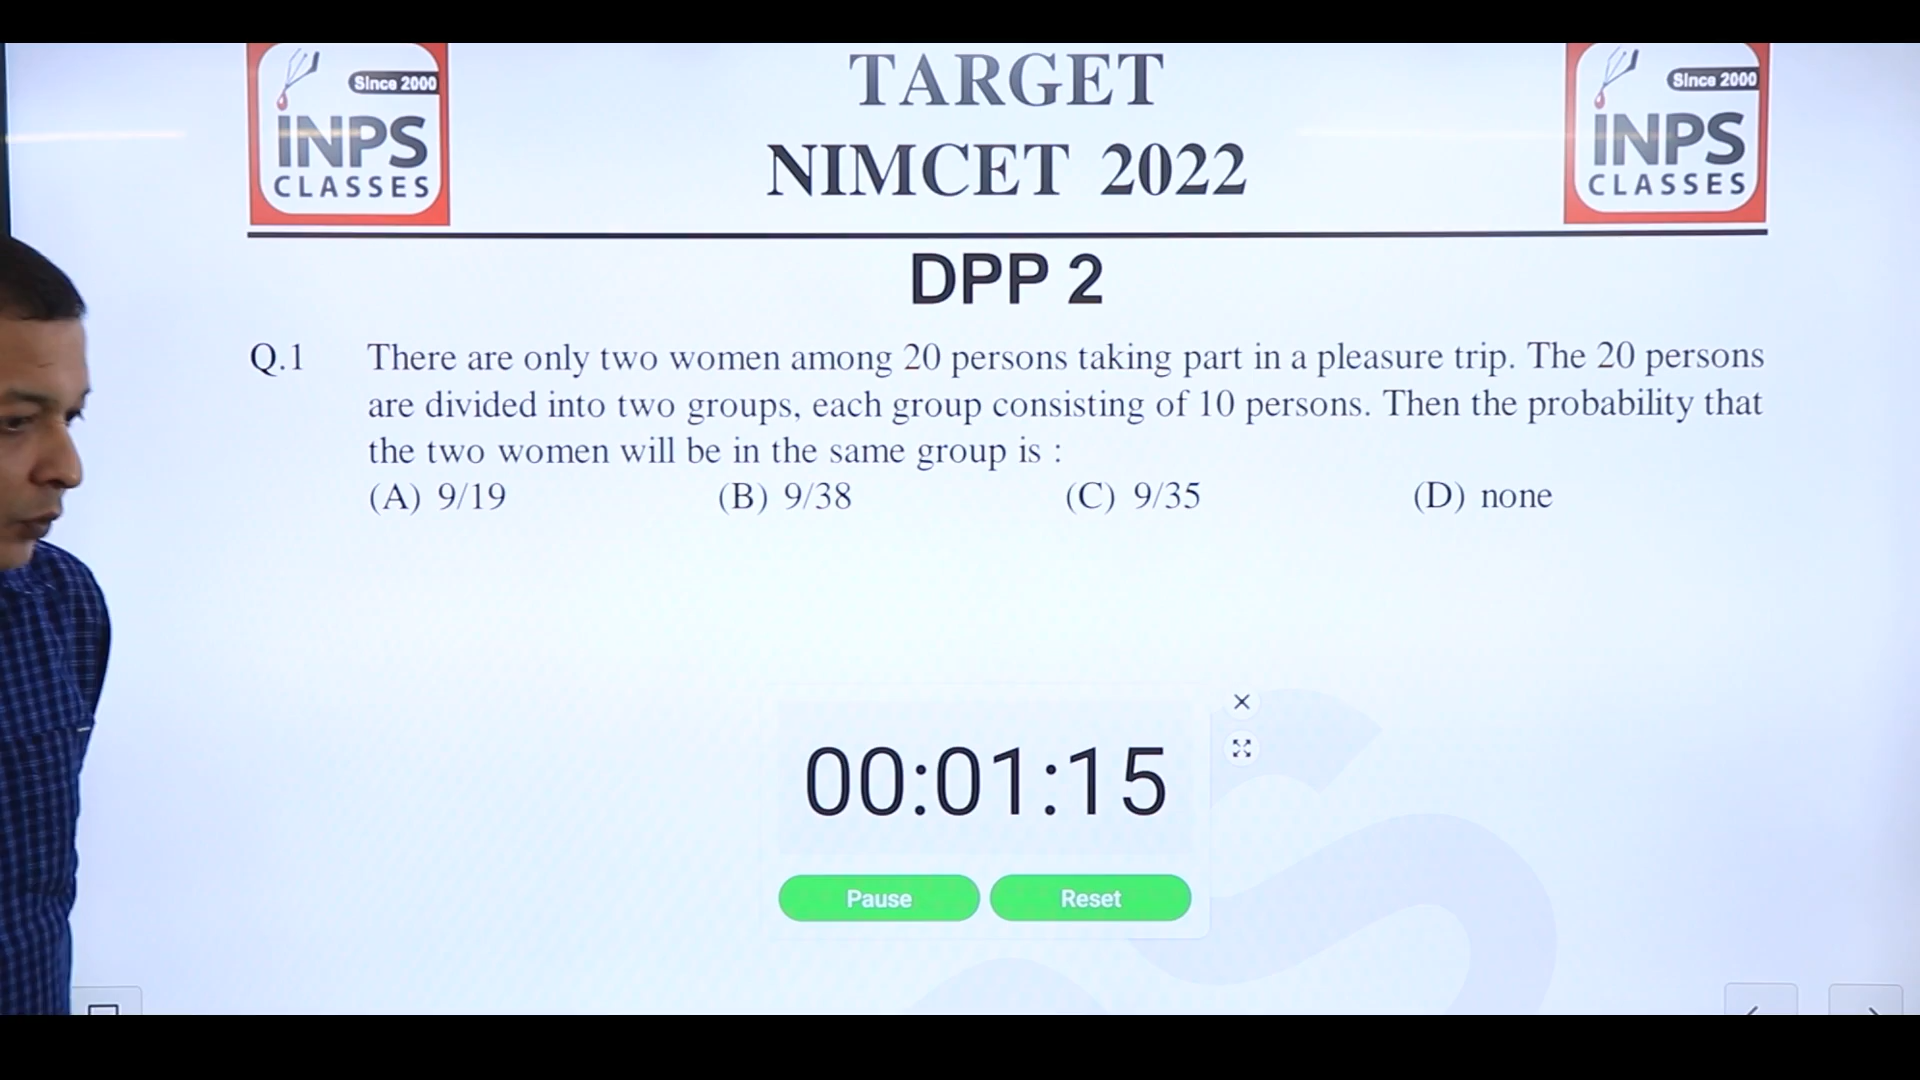 Since 2000
INPS
CLASSES
TARGET
NIMCET 2022
Since 2000
INPS
CLASSES
DPP 2
Q.1 There are only two women among 20 persons taking part in a pleasure trip. The 20 persons
are divided into two groups, each group consisting of 10 persons. Then the probability that
the two women will be in the same group is :
(A) 9/19 (B) 9/38 (C) 9/35 (D) none
00:01:15
Pause Reset